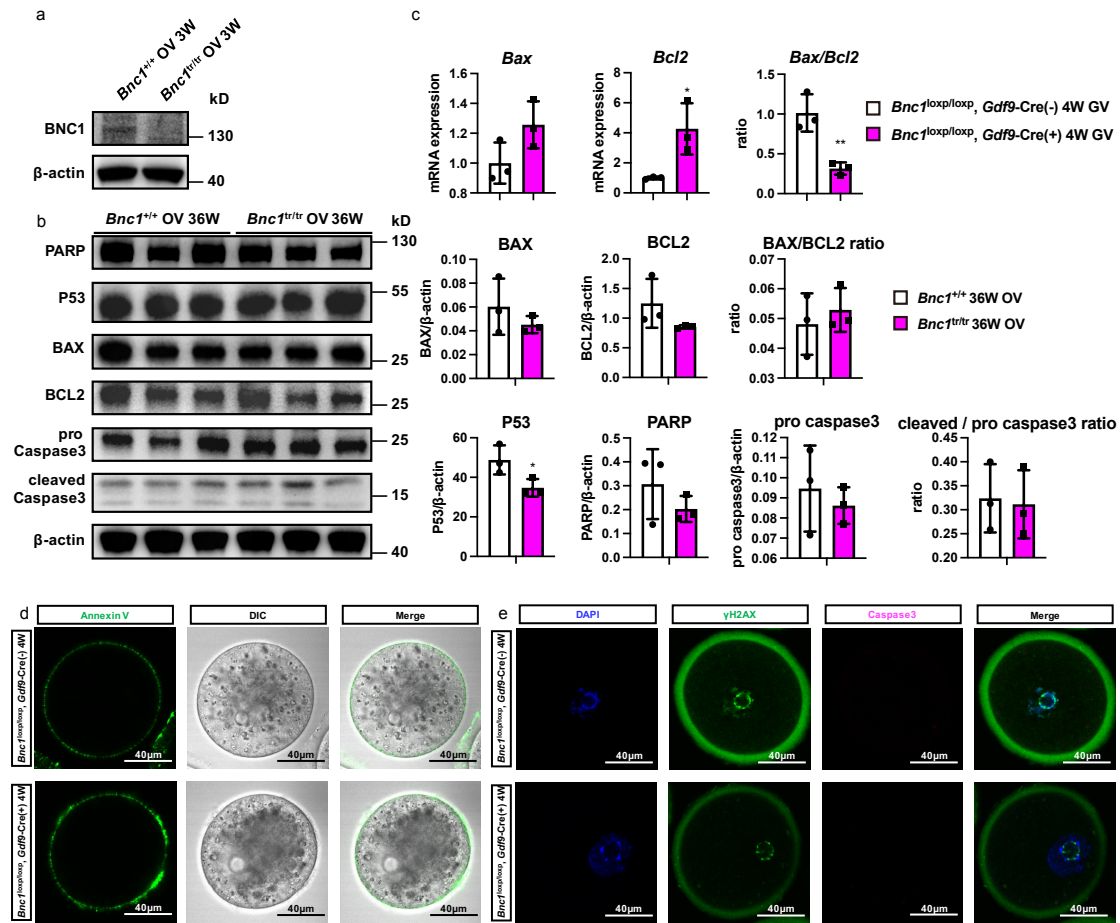 a
Bnc1+/+ OV 3W
Bnc1tr/tr OV 3W
kD
BNC1
130
β-actin
40
b
Bnc1+/+ OV 36W
Bnc1tr/tr OV 36W
kD
PARP
130
P53
55
BAX
25
BCL2
25
pro
Caspase3
25
cleaved
Caspase3
15
β-actin
40
c
Bax
mRNA expression
1.6
1.4
1.2
1.0
0.8
Bcl2
mRNA expression
8
6
4
2
0
*
Bax/Bcl2
ratio
1.5
1.0
0.5
0.0
**
Bnc1loxp/loxp, Gdf9-Cre(-) 4W GV
Bnc1loxp/loxp, Gdf9-Cre(+) 4W GV
BAX
BAX/β-actin
0.10
0.08
0.06
0.04
0.02
0.00
BCL2
BCL2/β-actin
2.0
1.5
1.0
0.5
0.0
BAX/BCL2 ratio
ratio
0.07
0.06
0.05
0.04
0.03
Bnc1+/+ 36W OV
Bnc1tr/tr 36W OV
P53
P53/β-actin
60
40
20
0
*
PARP
PARP/β-actin
0.5
0.4
0.3
0.2
0.1
0.0
pro caspase3
pro caspase3/β-actin
0.12
0.11
0.10
0.09
0.08
0.07
0.06
cleaved / pro caspase3 ratio
ratio
0.45
0.40
0.35
0.30
0.25
0.20
d
Annexin V
DIC
Merge
Bnc1loxp/loxp, Gdf9-Cre(-) 4W
40μm
40μm
40μm
Bnc1loxp/loxp, Gdf9-Cre(+) 4W
40μm
40μm
40μm
e
DAPI
γH2AX
Caspase3
Merge
Bnc1loxp/loxp, Gdf9-Cre(-) 4W
40μm
40μm
40μm
40μm
Bnc1loxp/loxp, Gdf9-Cre(+) 4W
40μm
40μm
40μm
40μm